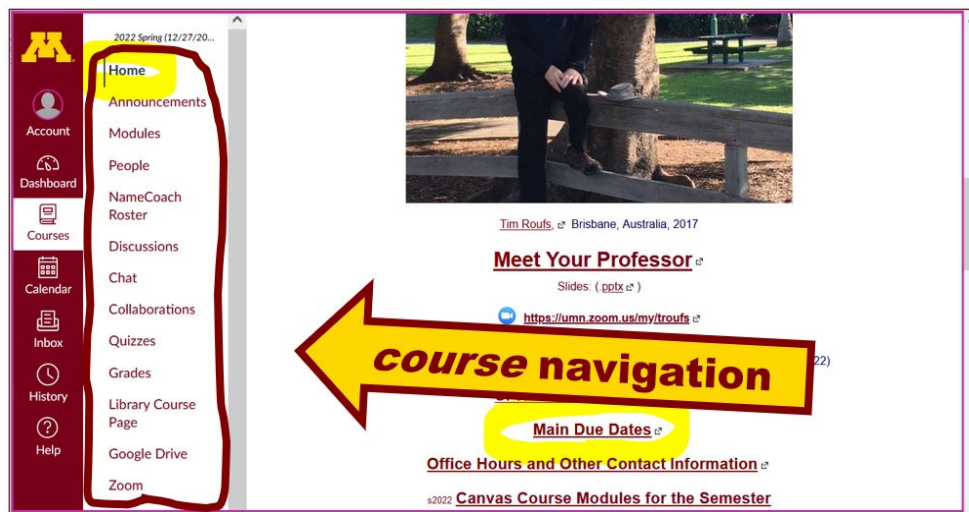 M
Account
Dashboard
Courses
Calendar
Inbox
History
Help
2022 Spring (12/27/20...
Home
Announcements
Modules
People
NameCoach
Roster
Discussions
Chat
Collaborations
Quizzes
Grades
Library Course
Page
Google Drive
Zoom
Tim Roufs, Brisbane, Australia, 2017
Meet Your Professor
Slides: (.pptx )
https://umn.zoom.us/my/troufs
22)
course navigation
Main Due Dates
Office Hours and Other Contact Information
s2022 Canvas Course Modules for the Semester